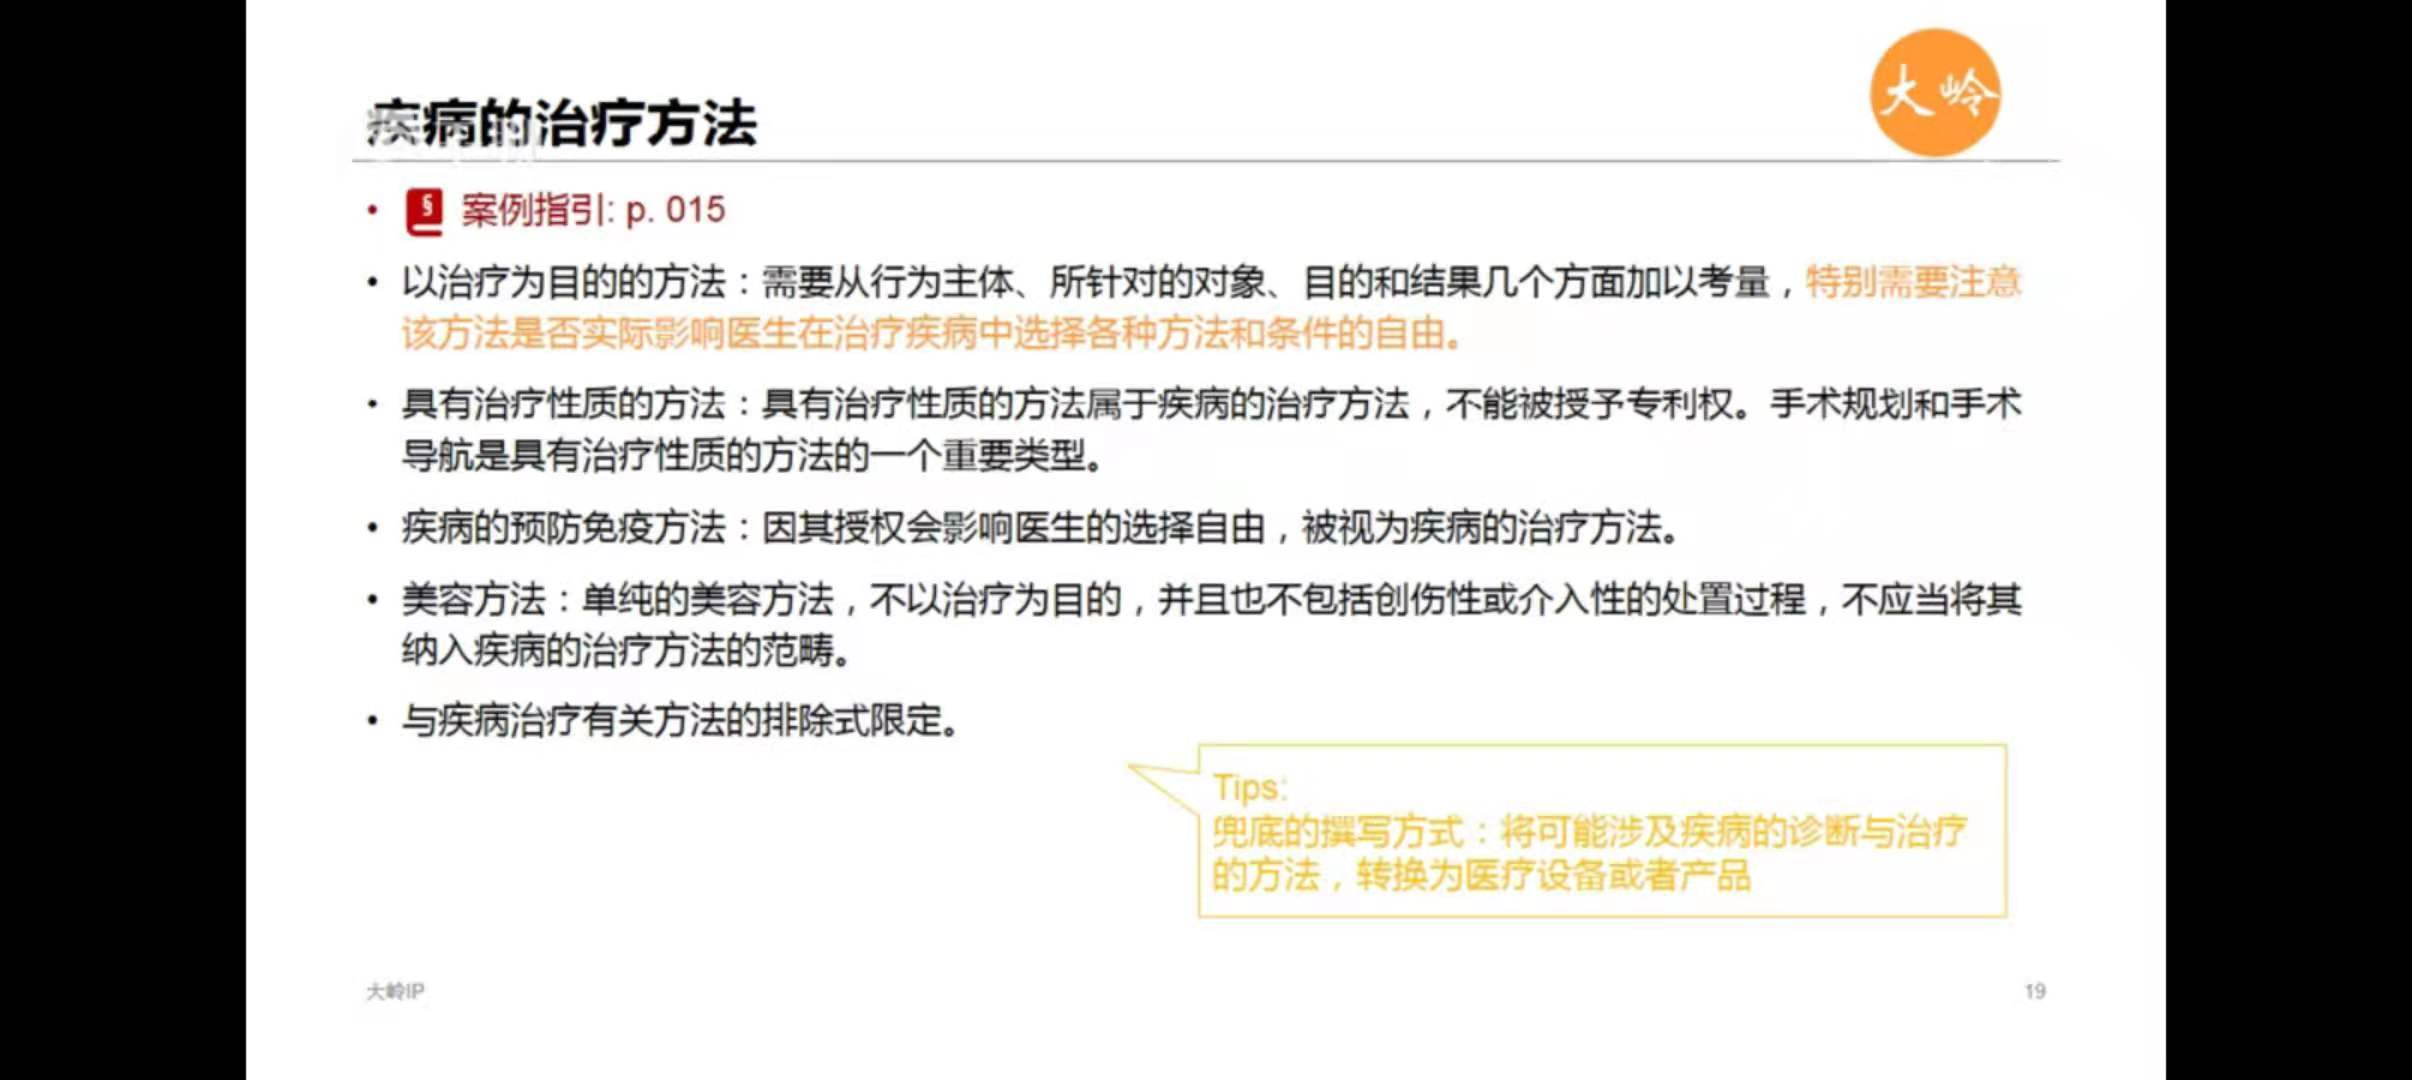 大岭
疾病的治疗方法
• § 案例指引: p. 015
• 以治疗为目的的方法：需要从行为主体、所针对的对象、目的和结果几个方面加以考量，特别需要注意
该方法是否实际影响医生在治疗疾病中选择各种方法和条件的自由。
• 具有治疗性质的方法：具有治疗性质的方法属于疾病的治疗方法，不能被授予专利权。手术规划和手术
导航是具有治疗性质的方法的一个重要类型。
• 疾病的预防免疫方法：因其授权会影响医生的选择自由，被视为疾病的治疗方法。
• 美容方法：单纯的美容方法，不以治疗为目的，并且也不包括创伤性或介入性的处置过程，不应当将其
纳入疾病的治疗方法的范畴。
• 与疾病治疗有关方法的排除式限定。
Tips:
兜底的撰写方式：将可能涉及疾病的诊断与治疗
的方法，转换为医疗设备或者产品
大岭IP
19